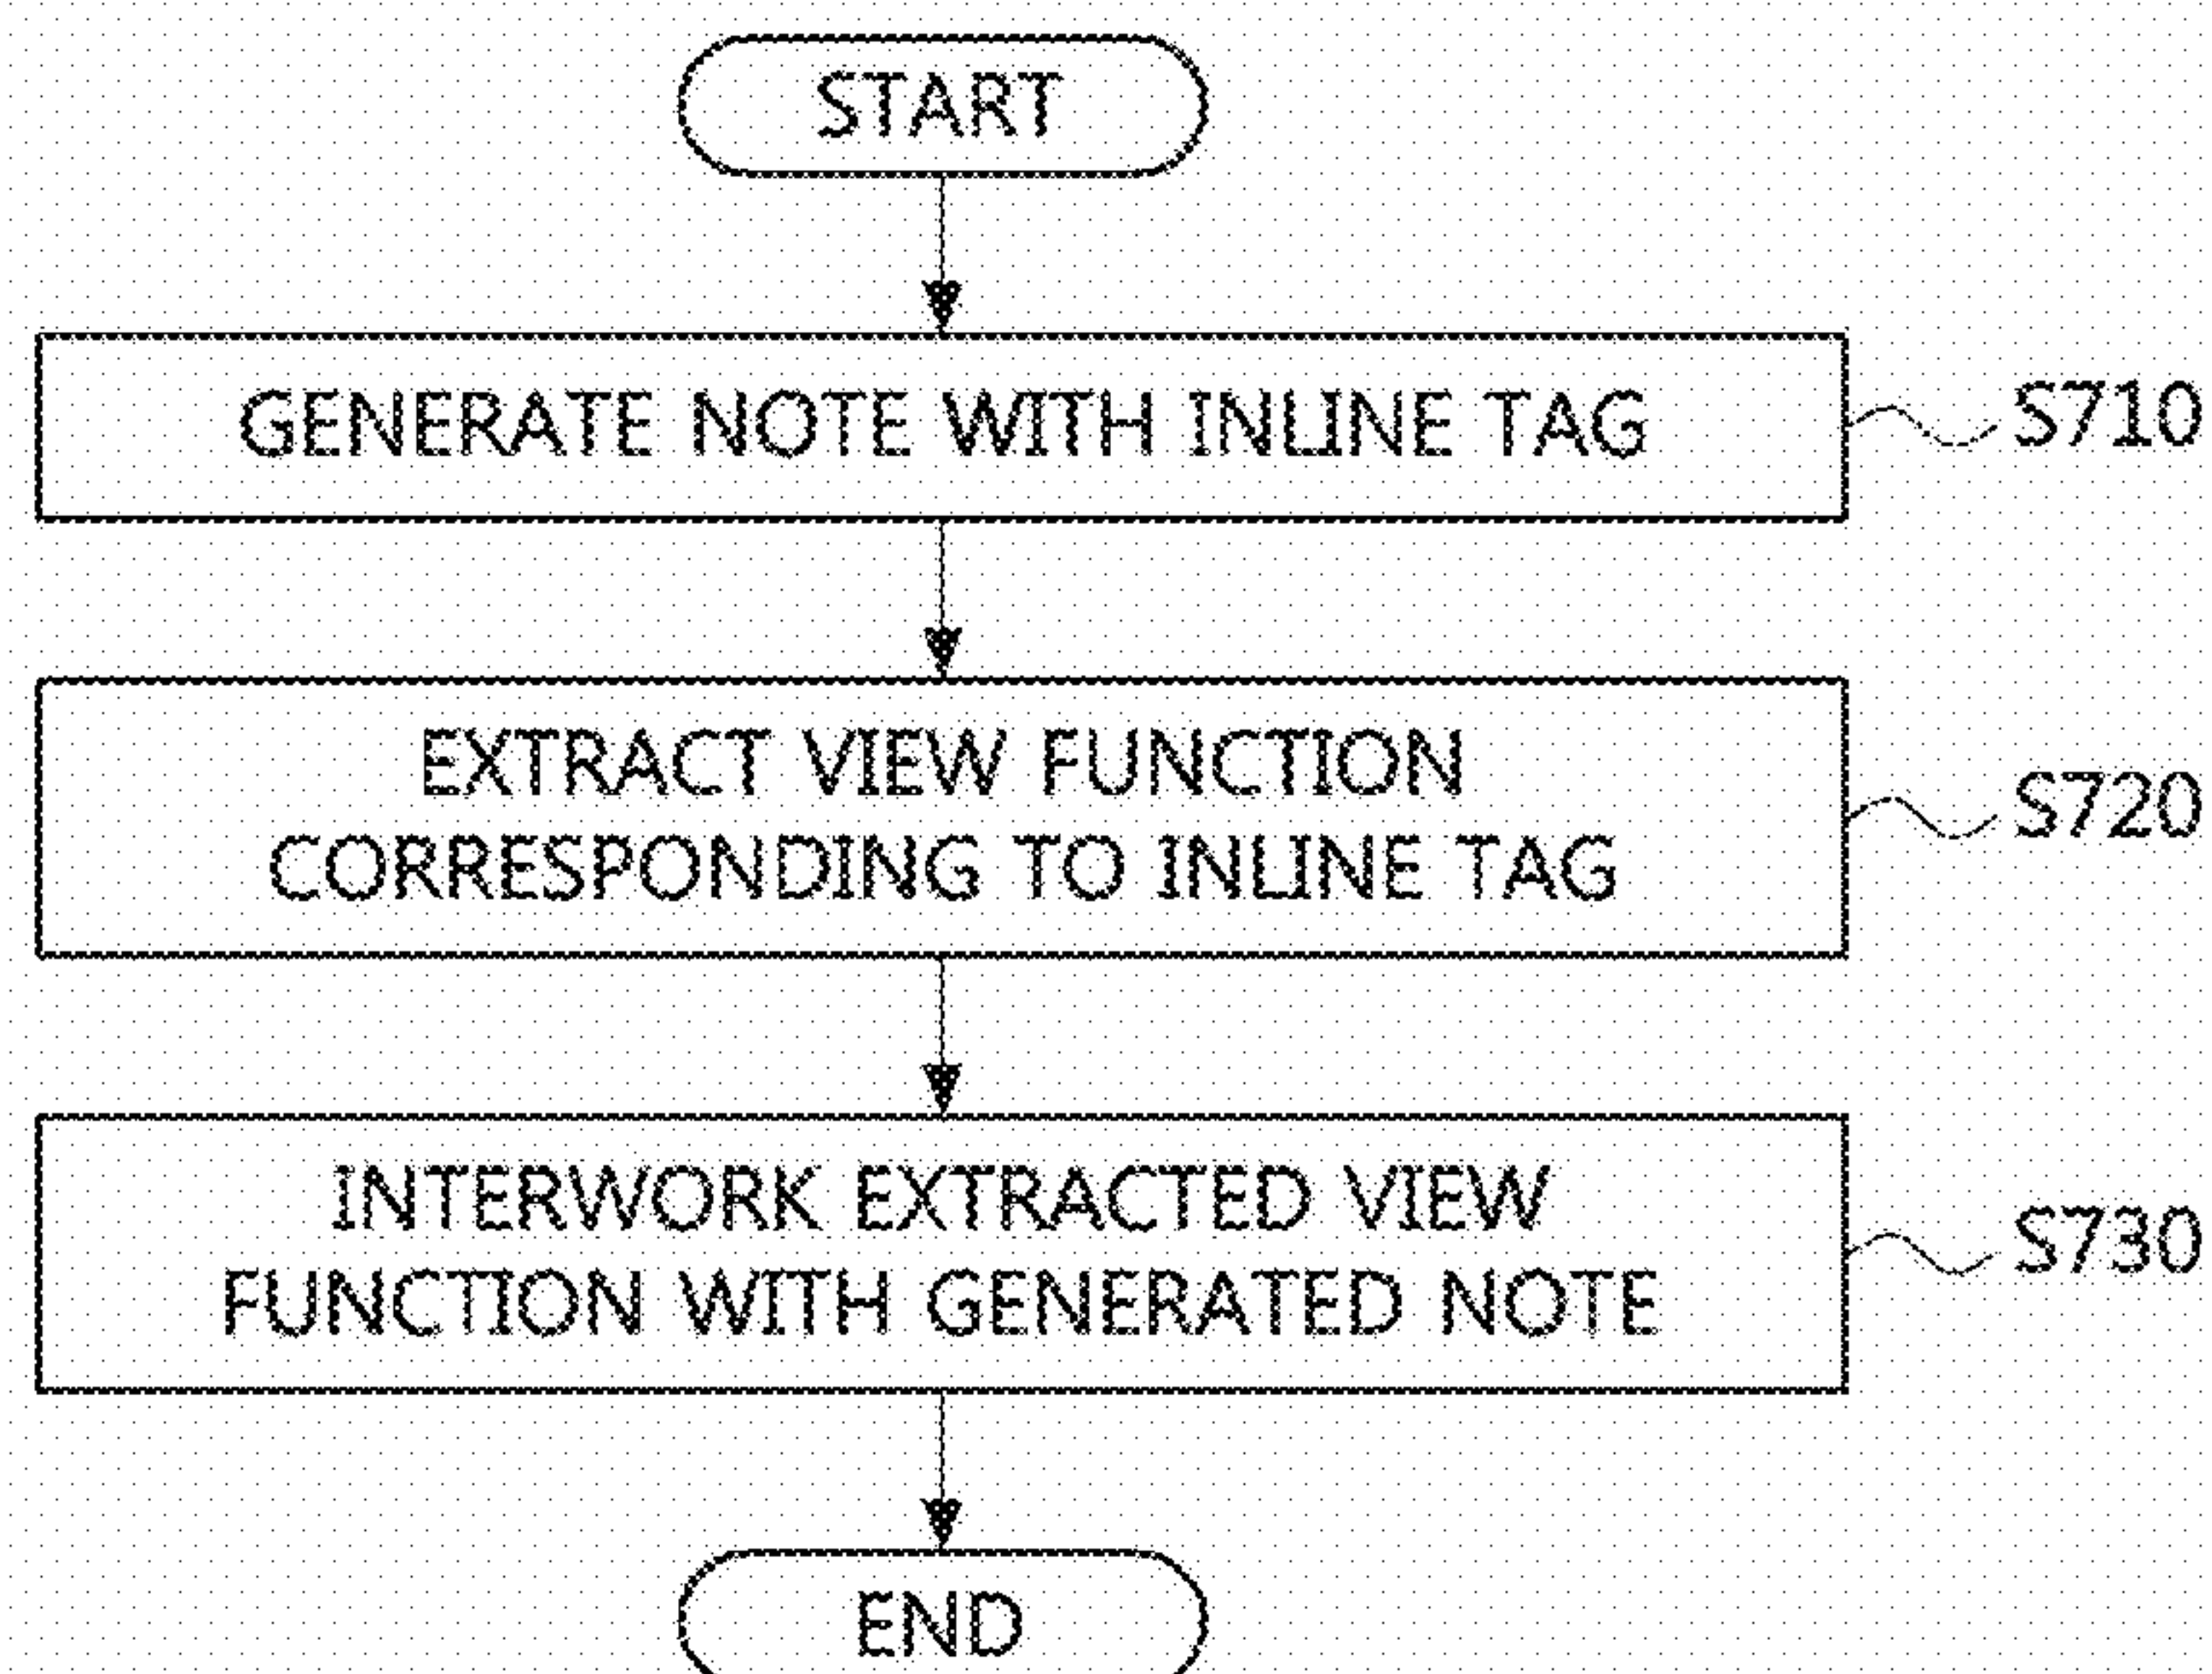 START
GENERATE NOTE WITH INLINE TAG
S710
EXTRACT VIEW FUNCTION
CORRESPONDING TO INLINE TAG
S720
INTERWORK EXTRACTED VIEW
FUNCTION WITH GENERATED NOTE
S730
END